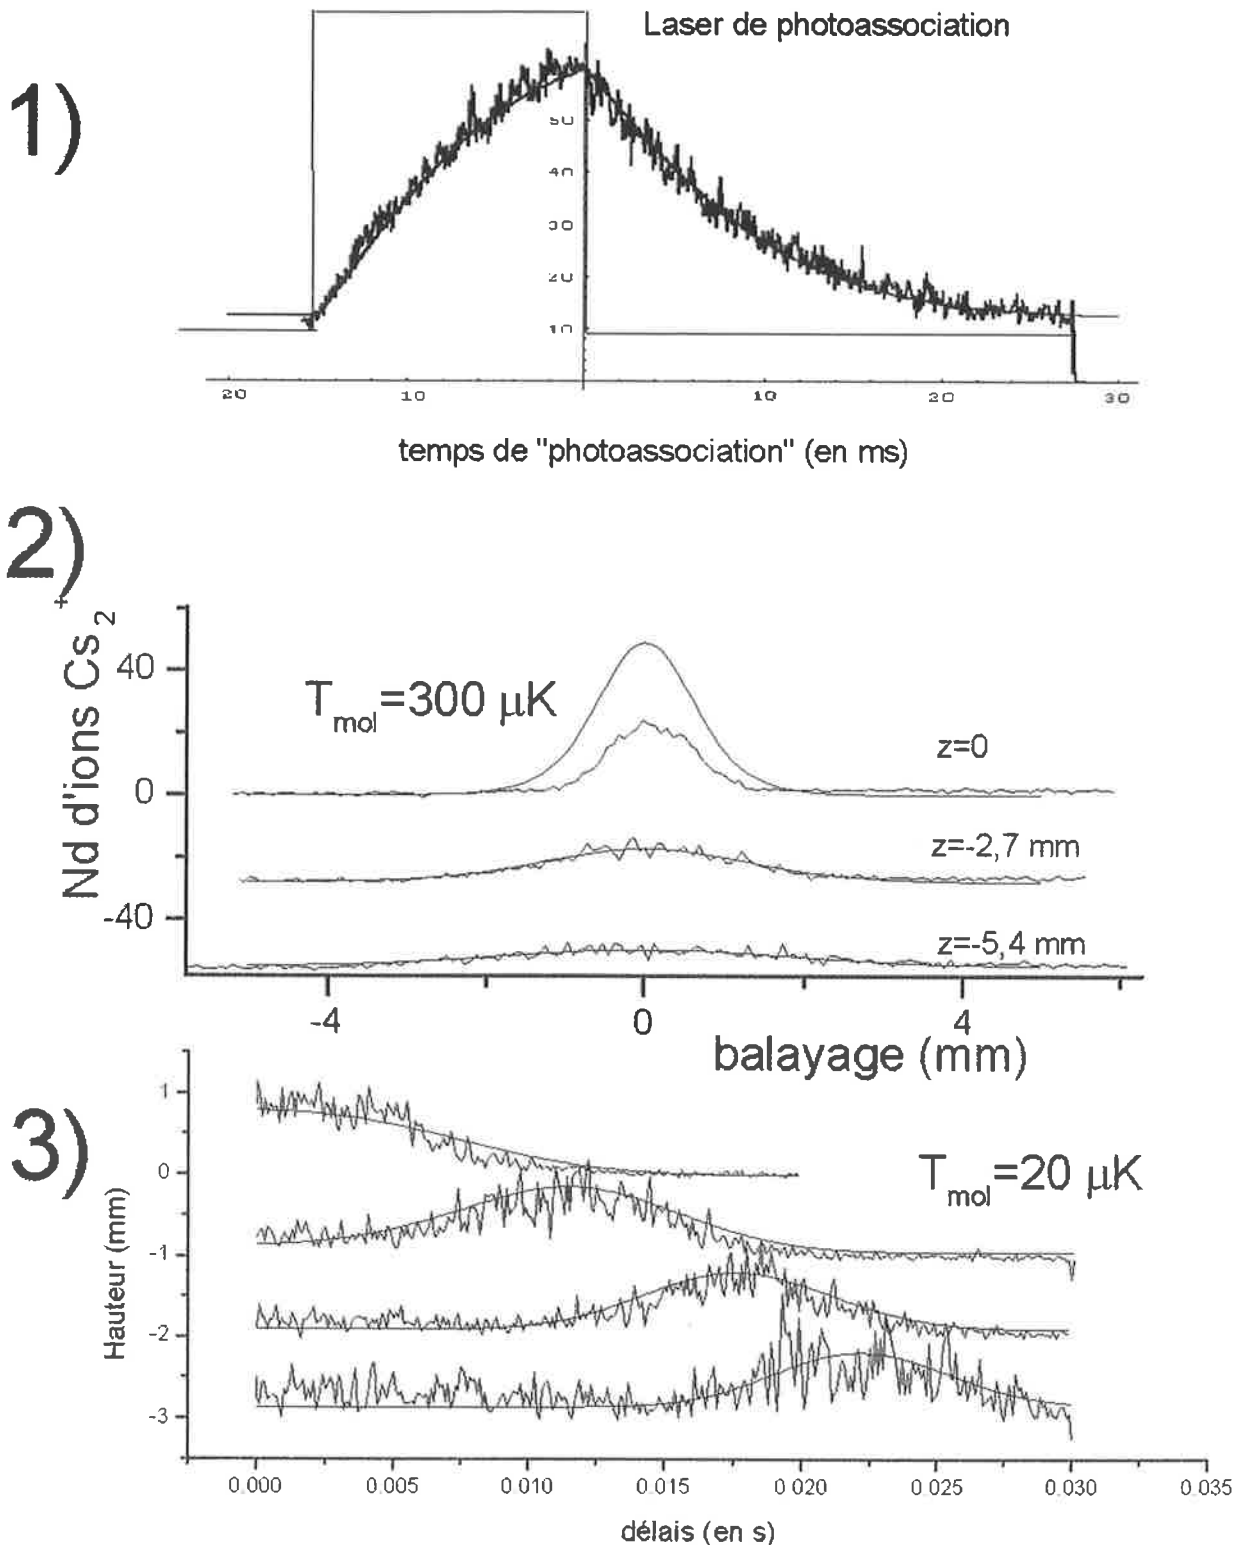 1)
Laser de photoassociation
50
40
30
20
10
20 10 10 20 30
temps de "photoassociation" (en ms)
2)
Nd d'ions Cs2+
40
0
-40
Tmol=300 μK
z=0
z=-2,7 mm
z=-5,4 mm
-4 0 4
balayage (mm)
3)
Hauteur (mm)
1
0
-1
-2
-3
Tmol=20 μK
0.000 0.005 0.010 0.015 0.020 0.025 0.030 0.035
délais (en s)